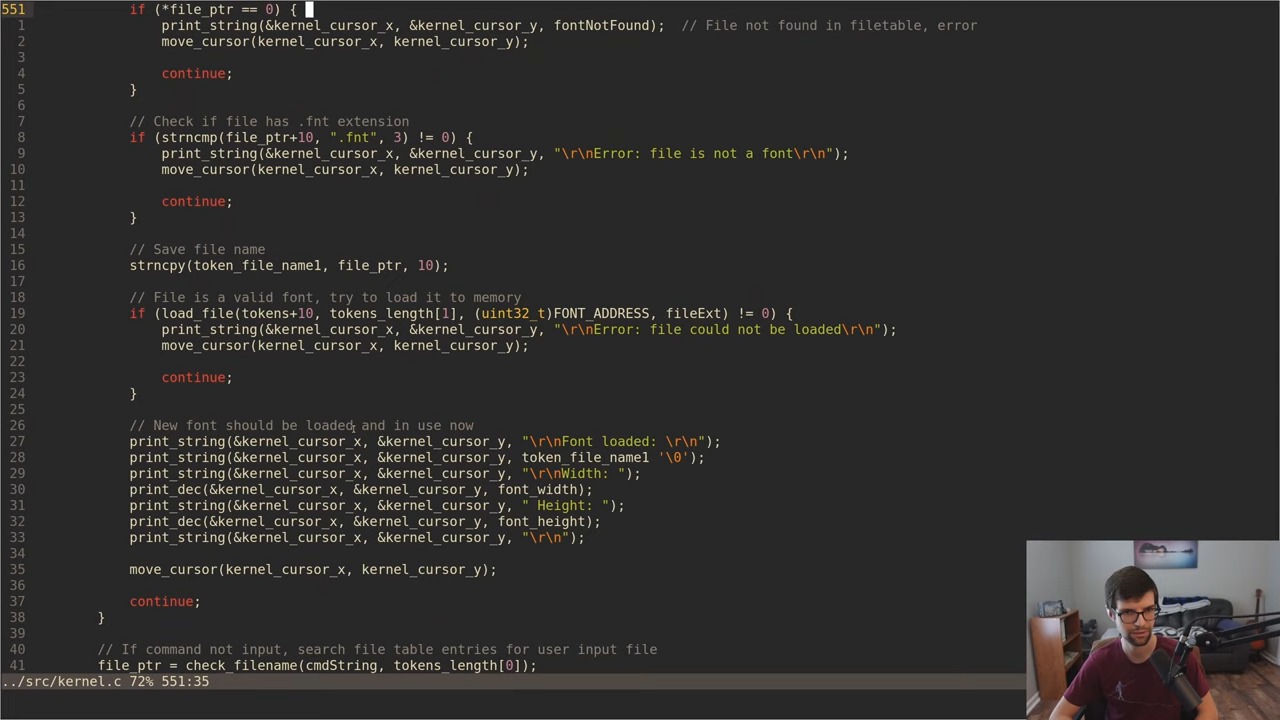 551 if (*file_ptr == 0) {
1 print_string(&kernel_cursor_x, &kernel_cursor_y, fontNotFound); // File not found in filetable, error
2 move_cursor(kernel_cursor_x, kernel_cursor_y);
3
4 continue;
5 }
6
7 // Check if file has .fnt extension
8 if (strncmp(file_ptr+10, ".fnt", 3) != 0) {
9 print_string(&kernel_cursor_x, &kernel_cursor_y, "\r\nError: file is not a font\r\n");
10 move_cursor(kernel_cursor_x, kernel_cursor_y);
11
12 continue;
13 }
14
15 // Save file name
16 strncpy(token_file_name1, file_ptr, 10);
17
18 // File is a valid font, try to load it to memory
19 if (load_file(tokens+10, tokens_length[1], (uint32_t)FONT_ADDRESS, fileExt) != 0) {
20 print_string(&kernel_cursor_x, &kernel_cursor_y, "\r\nError: file could not be loaded\r\n");
21 move_cursor(kernel_cursor_x, kernel_cursor_y);
22
23 continue;
24 }
25
26 // New font should be loaded and in use now
27 print_string(&kernel_cursor_x, &kernel_cursor_y, "\r\nFont loaded: \r\n");
28 print_string(&kernel_cursor_x, &kernel_cursor_y, token_file_name1 '\0');
29 print_string(&kernel_cursor_x, &kernel_cursor_y, "\r\nWidth: ");
30 print_dec(&kernel_cursor_x, &kernel_cursor_y, font_width);
31 print_string(&kernel_cursor_x, &kernel_cursor_y, " Height: ");
32 print_dec(&kernel_cursor_x, &kernel_cursor_y, font_height);
33 print_string(&kernel_cursor_x, &kernel_cursor_y, "\r\n");
34
35 move_cursor(kernel_cursor_x, kernel_cursor_y);
36
37 continue;
38 }
39
40 // If command not input, search file table entries for user input file
41 file_ptr = check_filename(cmdString, tokens_length[0]);
../src/kernel.c 72% 551:35